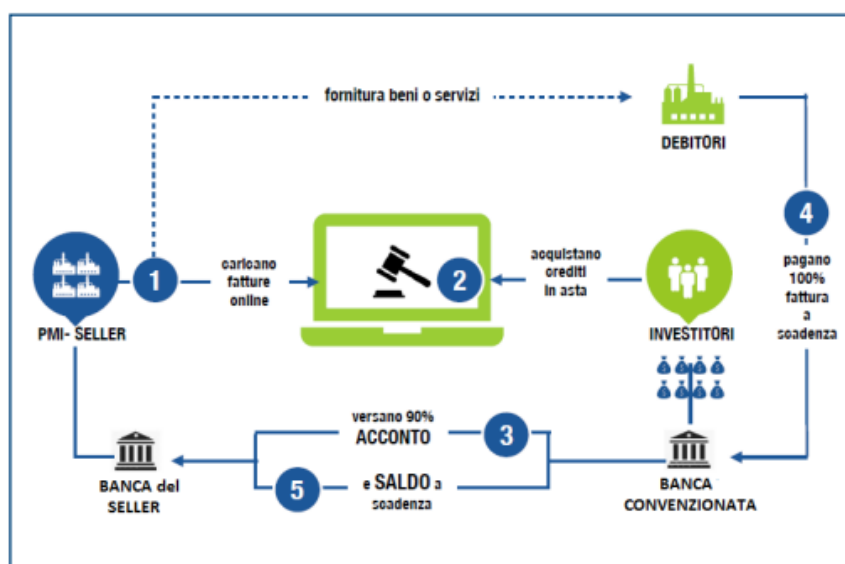 fornitura beni o servizi
DEBITORI
4
pagano
100%
fattura
a
scadenza
1
caricano
fatture
online
2
acquistano
crediti
in asta
PMI- SELLER
INVESTITORI
versano 90%
ACCONTO
3
5
e SALDO a
scadenza
BANCA del
SELLER
BANCA
CONVENZIONATA